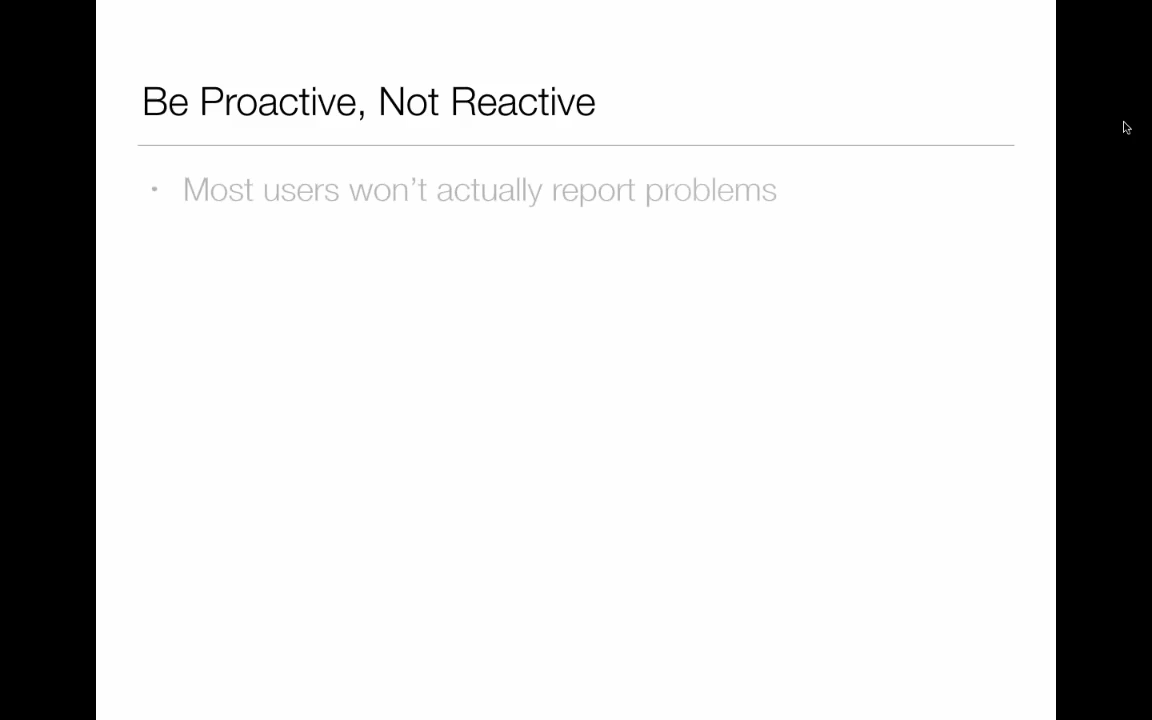 Be Proactive, Not Reactive
• Most users won’t actually report problems